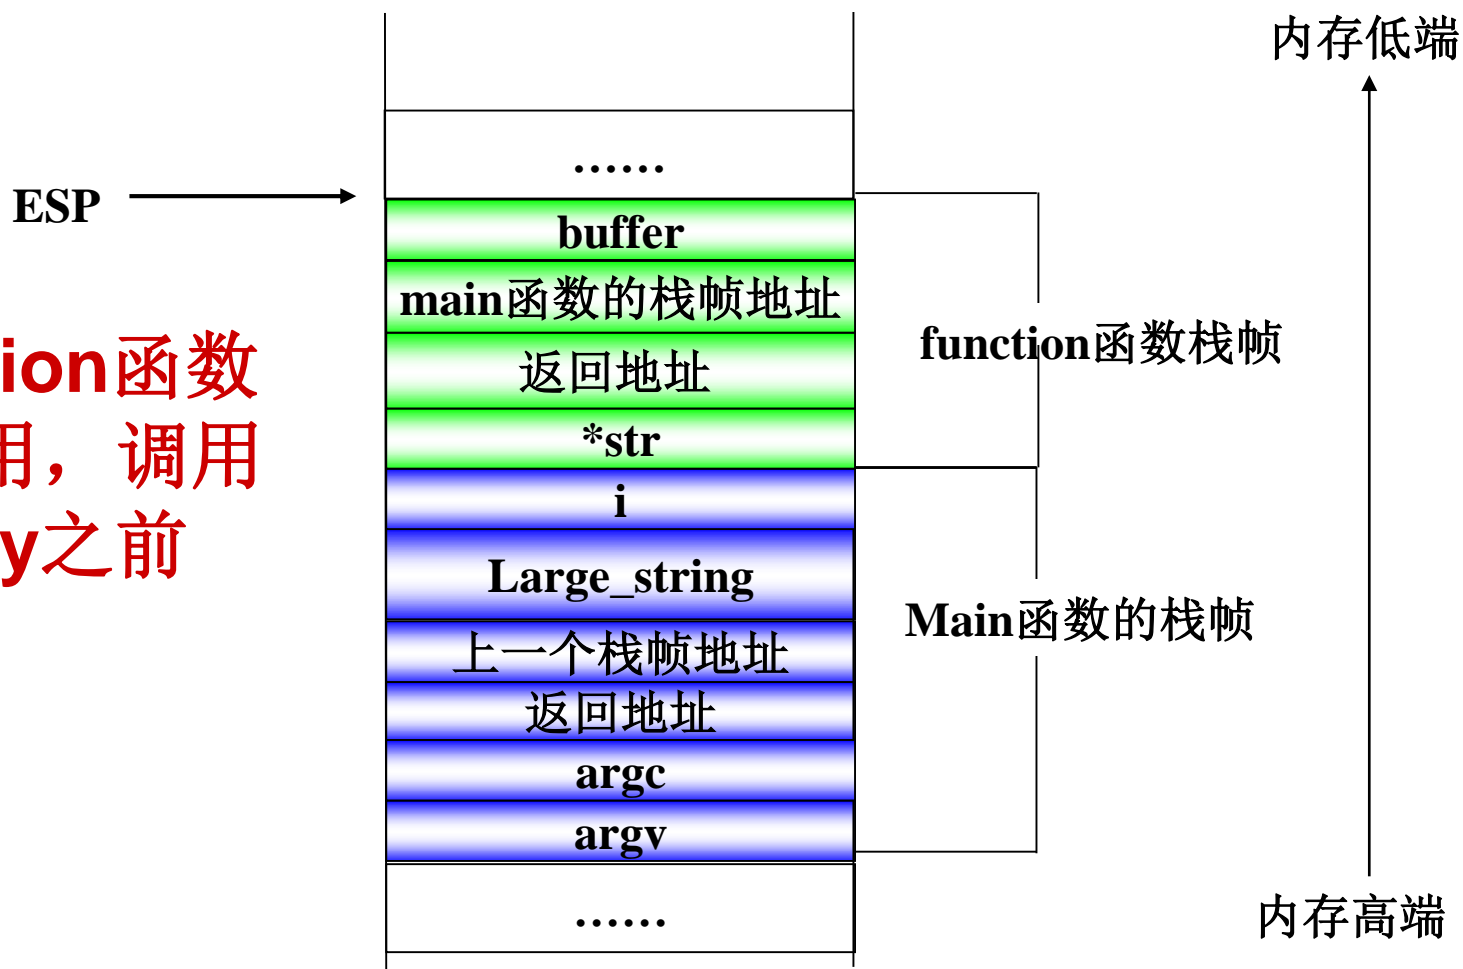 内存低端
……
ESP
buffer
main函数的栈帧地址
function函数栈帧
ion函数
返回地址
用，调用
*str
i
y之前
Large_string
Main函数的栈帧
上一个栈帧地址
返回地址
argc
argv
内存高端
……